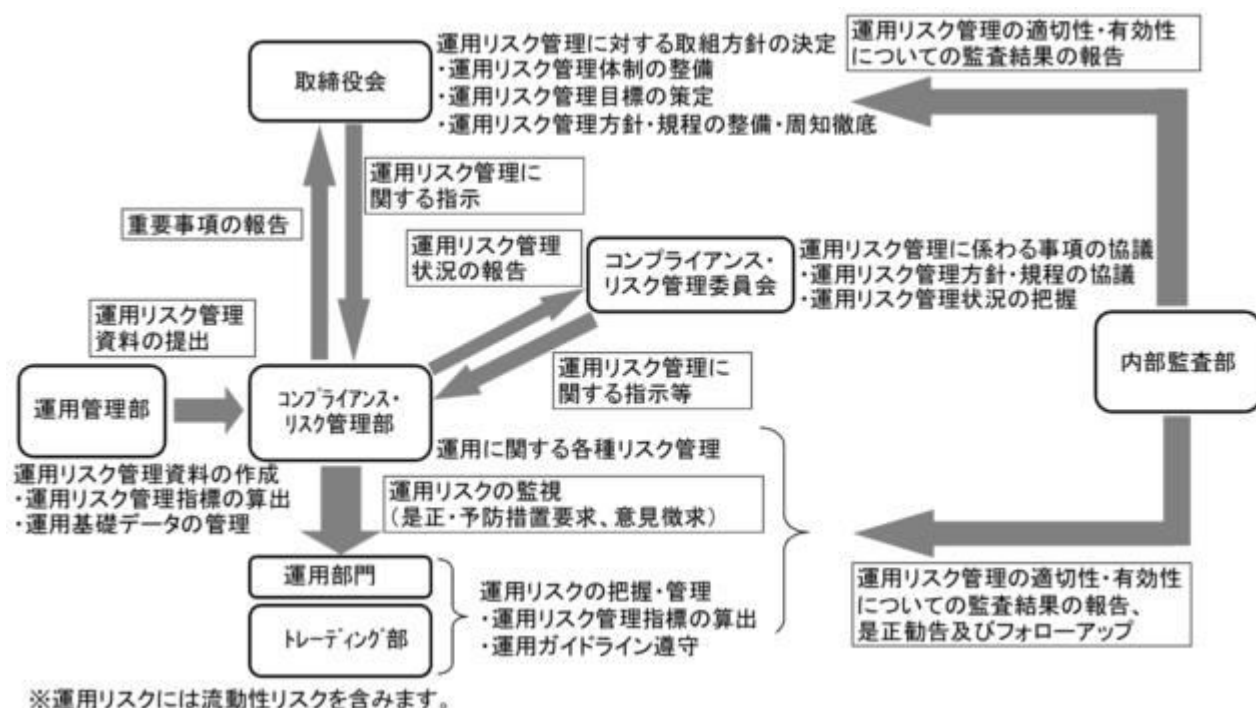 取締役会
運用リスク管理に対する取組方針の決定
・運用リスク管理体制の整備
・運用リスク管理目標の策定
・運用リスク管理方針・規程の整備・周知徹底
運用リスク管理の適切性・有効性
についての監査結果の報告
運用リスク管理に
関する指示
重要事項の報告
運用リスク管理
状況の報告
コンプライアンス・
リスク管理委員会
運用リスク管理に係わる事項の協議
・運用リスク管理方針・規程の協議
・運用リスク管理状況の把握
運用リスク管理
資料の提出
運用リスク管理に
関する指示等
内部監査部
運用管理部
コンプライアンス・
リスク管理部
運用に関する各種リスク管理
運用リスク管理資料の作成
・運用リスク管理指標の算出
・運用基礎データの管理
運用リスクの監視
（是正・予防措置要求、意見徴求）
運用部門
トレーディング部
運用リスクの把握・管理
・運用リスク管理指標の算出
・運用ガイドライン遵守
運用リスク管理の適切性・有効性
についての監査結果の報告、
是正勧告及びフォローアップ
※運用リスクには流動性リスクを含みます。